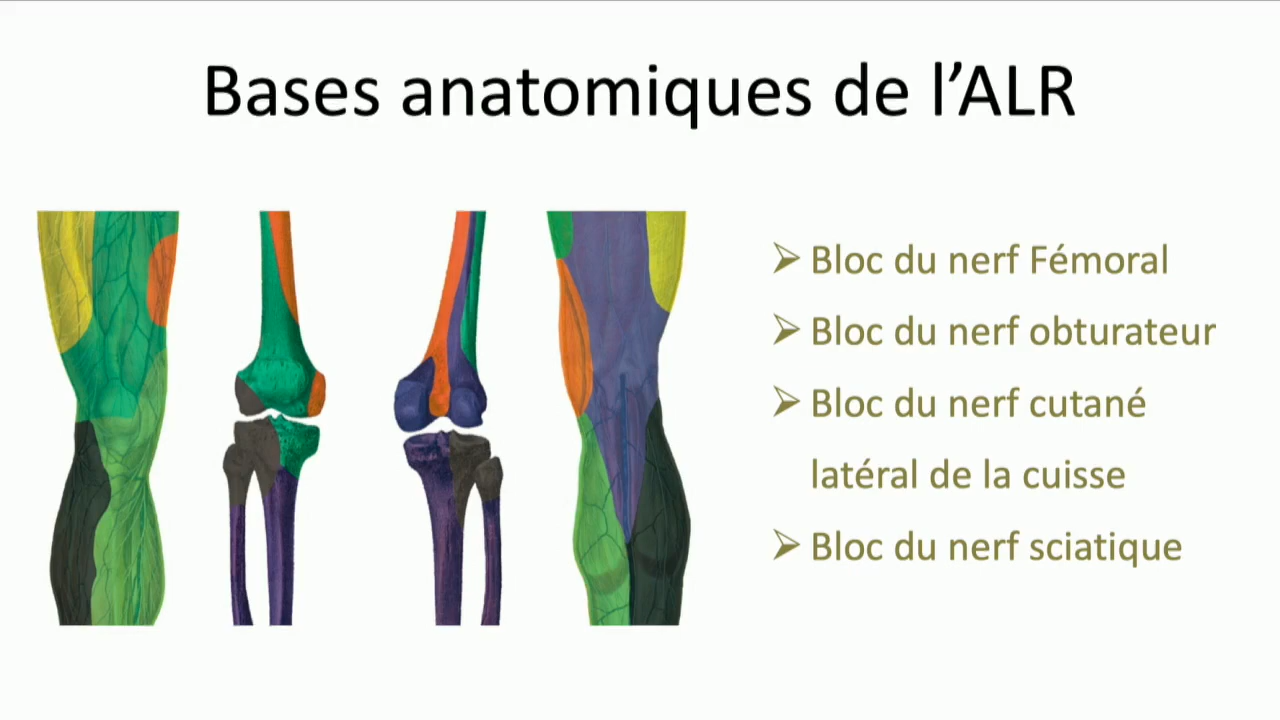 Bases anatomiques de l’ALR
➢ Bloc du nerf Fémoral
➢ Bloc du nerf obturateur
➢ Bloc du nerf cutané
latéral de la cuisse
➢ Bloc du nerf sciatique